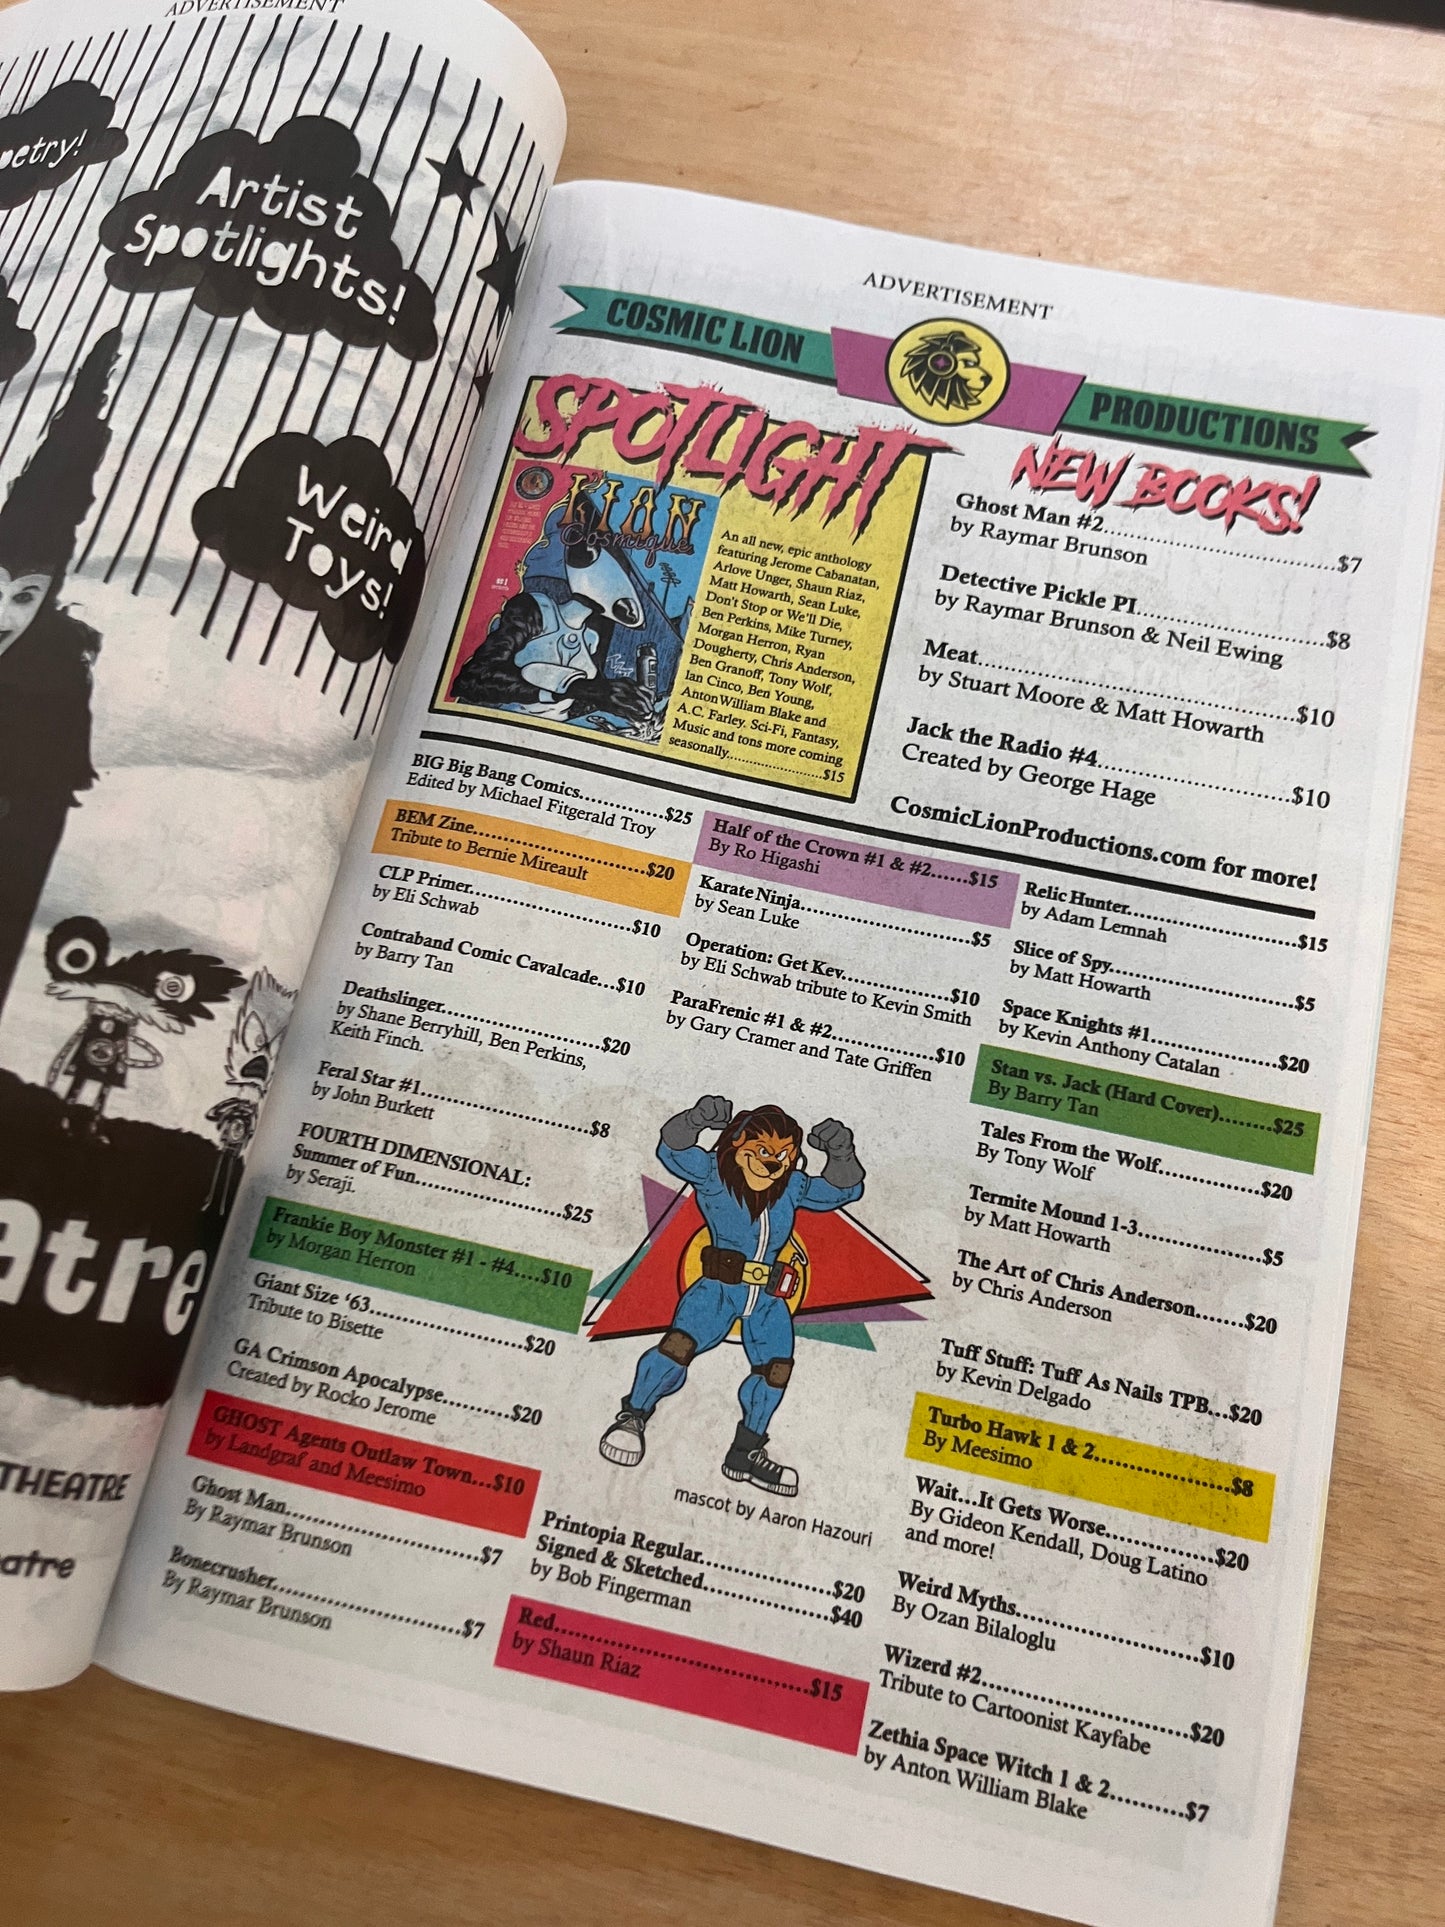 ADVERTISEMENT
Artist
Spotlights!
Weird
Toys!
THEATRE
ADVERTISEMENT
COSMIC LION
PRODUCTIONS
SPOTLIGHT
LION
Cosmique
An all new, epic anthology
featuring Jerome Cabanatan,
Arlove Unger, Shaun Riaz,
Matt Howarth, Sean Luke,
Don't Stop or We'll Die,
Ben Perkins, Mike Turney,
Morgan Herron, Ryan
Dougherty, Chris Anderson,
Ben Granoff, Tony Wolf,
Ian Cinco, Ben Young,
AntonWilliam Blake and
A.C. Farley. Sci-Fi, Fantasy,
Music and tons more coming
seasonally.........................$15
NEW BOOKS!
Ghost Man #2.................................$7
by Raymar Brunson
Detective Pickle PI...........................$8
by Raymar Brunson & Neil Ewing
Meat..............................................$10
by Stuart Moore & Matt Howarth
Jack the Radio #4............................$10
Created by George Hage
CosmicLionProductions.com for more!
BIG Big Bang Comics............$25
Edited by Michael Fitgerald Troy
BEM Zine.........................$20
Tribute to Bernie Mireault
CLP Primer.......................$10
by Eli Schwab
Contraband Comic Cavalcade...$10
by Barry Tan
Deathslinger.....................$20
by Shane Berryhill, Ben Perkins,
Keith Finch.
Feral Star #1.........................$8
by John Burkett
FOURTH DIMENSIONAL:
Summer of Fun.....................$25
by Seraji.
Frankie Boy Monster #1 - #4....$10
by Morgan Herron
Giant Size ‘63......................$20
Tribute to Bisette
GA Crimson Apocalypse..........$20
Created by Rocko Jerome
GHOST Agents Outlaw Town...$10
by Landgraf and Meesimo
Ghost Man............................$7
By Raymar Brunson
Bonecrusher...........................$7
By Raymar Brunson
Half of the Crown #1 & #2......$15
By Ro Higashi
Karate Ninja.........................$5
by Sean Luke
Operation: Get Kev................$10
by Eli Schwab tribute to Kevin Smith
ParaFrenic #1 & #2................$10
by Gary Cramer and Tate Griffen
mascot by Aaron Hazouri
Printopia Regular...................$20
Signed & Sketched..................$40
by Bob Fingerman
Red.....................................$15
by Shaun Riaz
Relic Hunter.........................$15
by Adam Lemnah
Slice of Spy...........................$5
by Matt Howarth
Space Knights #1...................$20
by Kevin Anthony Catalan
Stan vs. Jack (Hard Cover)........$25
By Barry Tan
Tales From the Wolf................$20
By Tony Wolf
Termite Mound 1-3..................$5
by Matt Howarth
The Art of Chris Anderson........$20
by Chris Anderson
Tuff Stuff: Tuff As Nails TPB...$20
by Kevin Delgado
Turbo Hawk 1 & 2....................$8
By Meesimo
Wait...It Gets Worse................$20
By Gideon Kendall, Doug Latino
and more!
Weird Myths..........................$10
By Ozan Bilaloglu
Wizerd #2.............................$20
Tribute to Cartoonist Kayfabe
Zethia Space Witch 1 & 2..........$7
by Anton William Blake